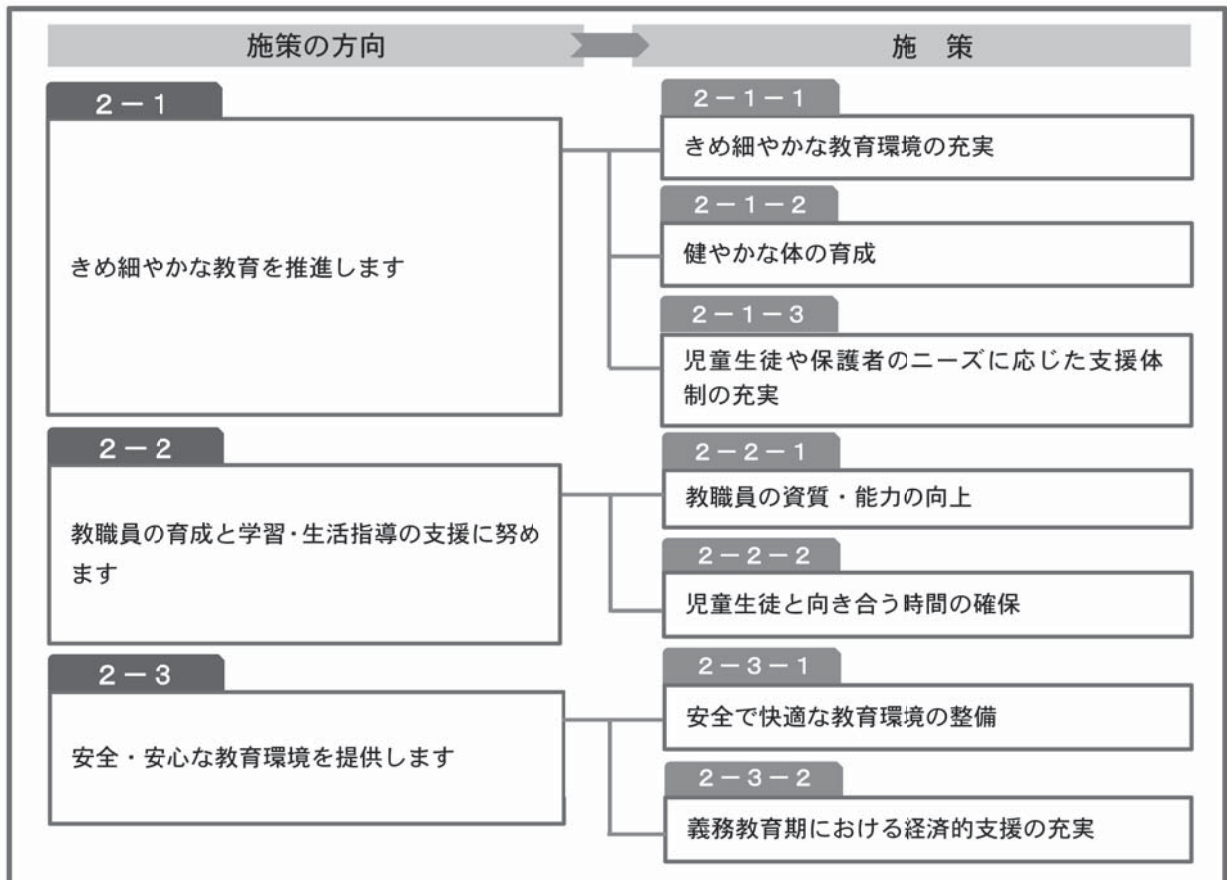 施策の方向
施 策
2－1
きめ細やかな教育を推進します
2－1－1
きめ細やかな教育環境の充実
2－1－2
健やかな体の育成
2－1－3
児童生徒や保護者のニーズに応じた支援体
制の充実
2－2
教職員の育成と学習・生活指導の支援に努め
ます
2－2－1
教職員の資質・能力の向上
2－2－2
児童生徒と向き合う時間の確保
2－3
安全・安心な教育環境を提供します
2－3－1
安全で快適な教育環境の整備
2－3－2
義務教育期における経済的支援の充実